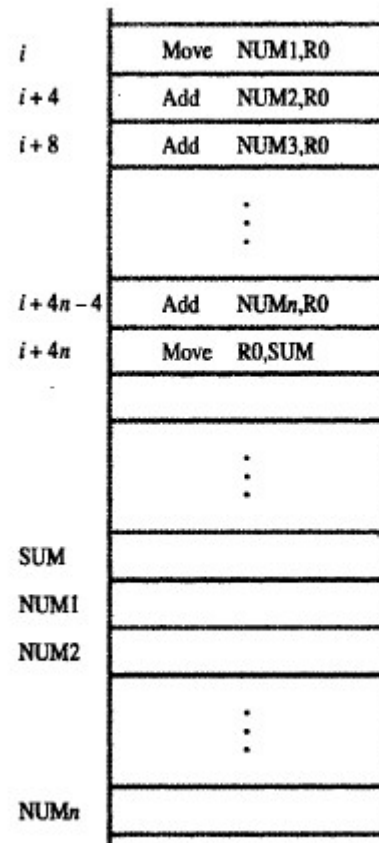 i Move NUM1,R0
i + 4 Add NUM2,R0
i + 8 Add NUM3,R0
i + 4n – 4 Add NUMn,R0
i + 4n Move R0,SUM
SUM
NUM1
NUM2
NUMn